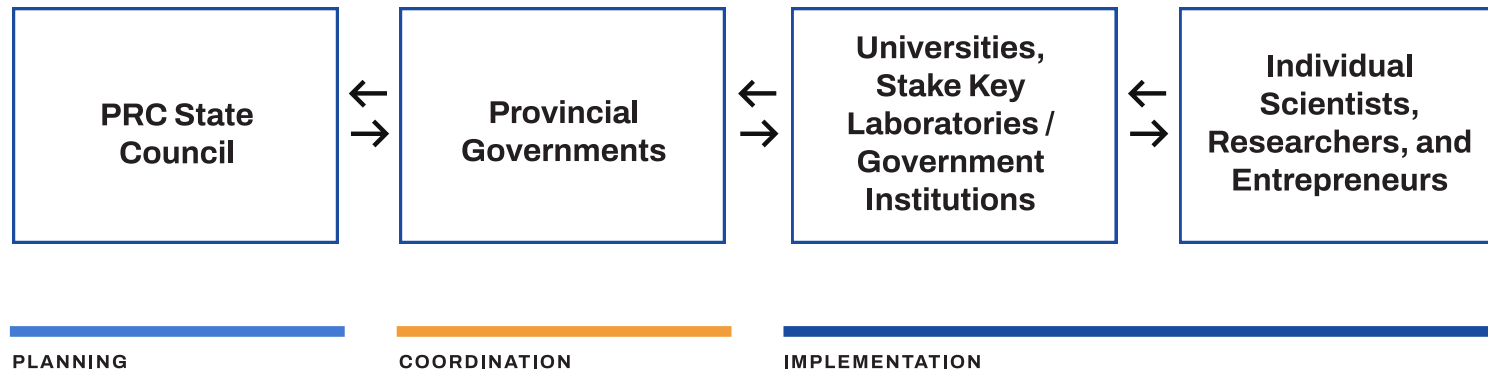 PRC State
Council
Provincial
Governments
Universities,
Stake Key
Laboratories /
Government
Institutions
Individual
Scientists,
Researchers, and
Entrepreneurs
PLANNING
COORDINATION
IMPLEMENTATION